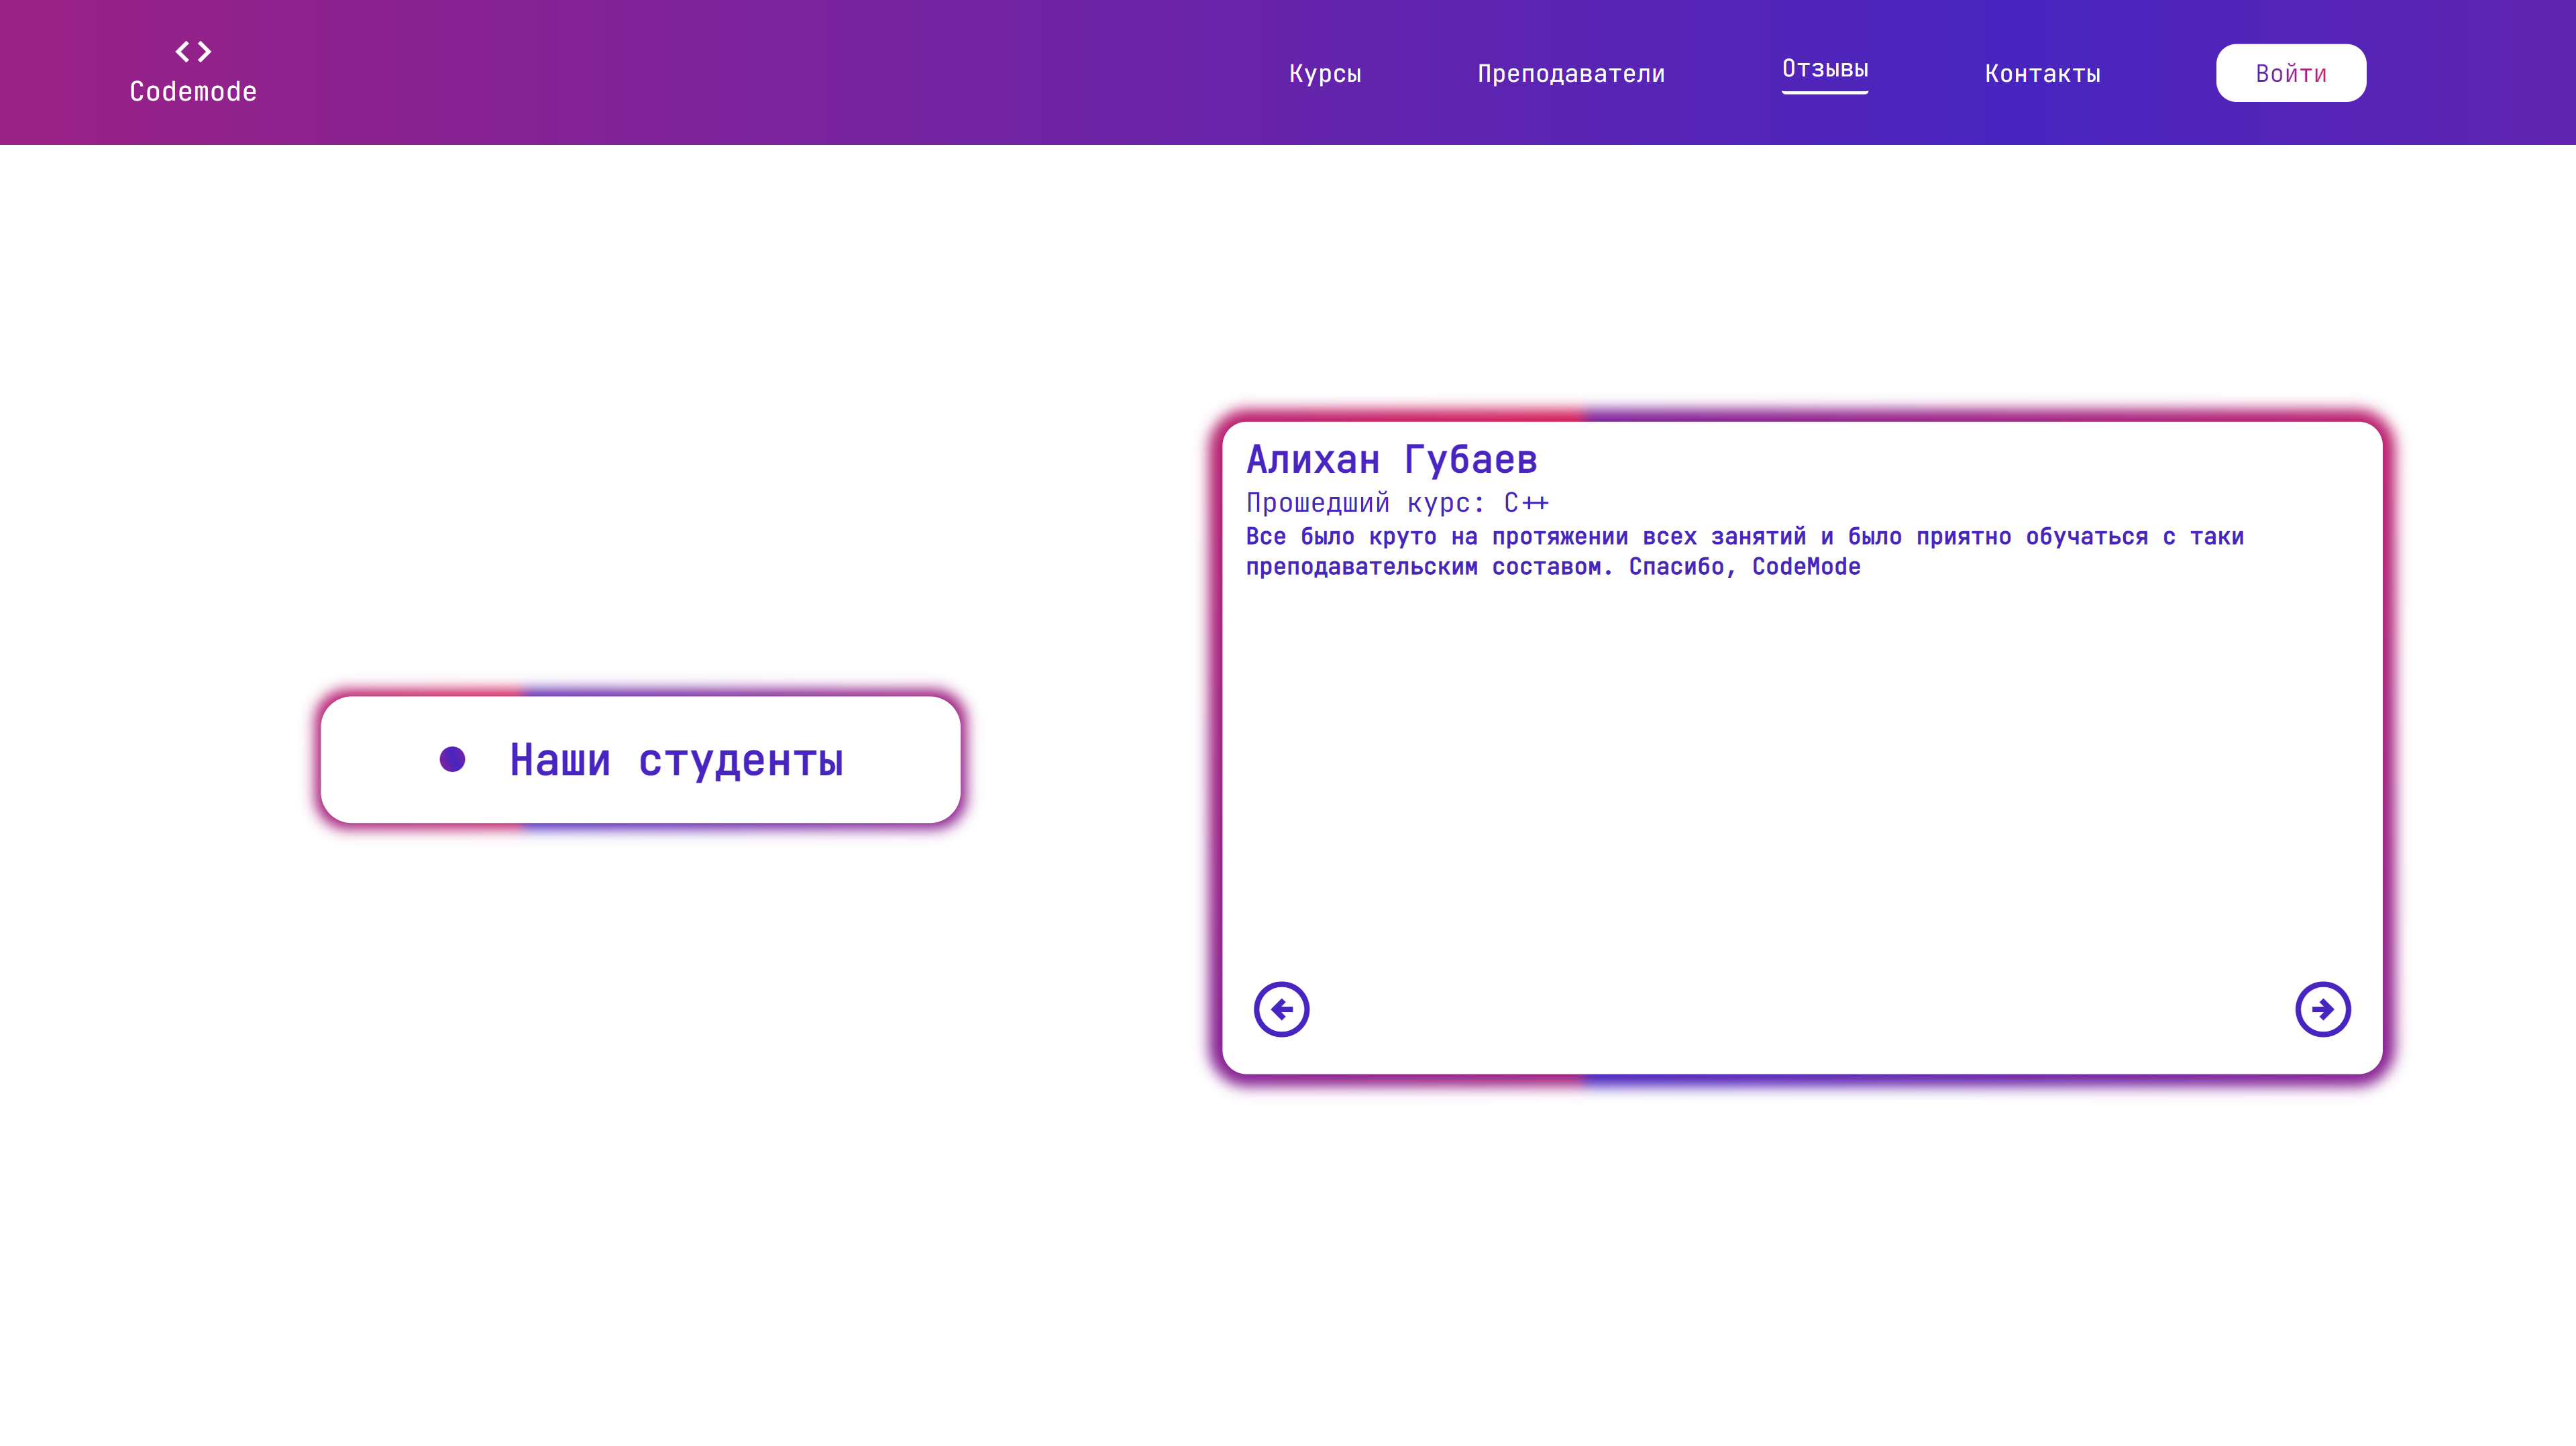 Codemode
Курсы
Преподаватели
Отзывы
Контакты
Войти
Алихан Губаев
Прошедший курс: C++
Все было круто на протяжении всех занятий и было приятно обучаться с таки
преподавательским составом. Спасибо, CodeMode
Наши студенты